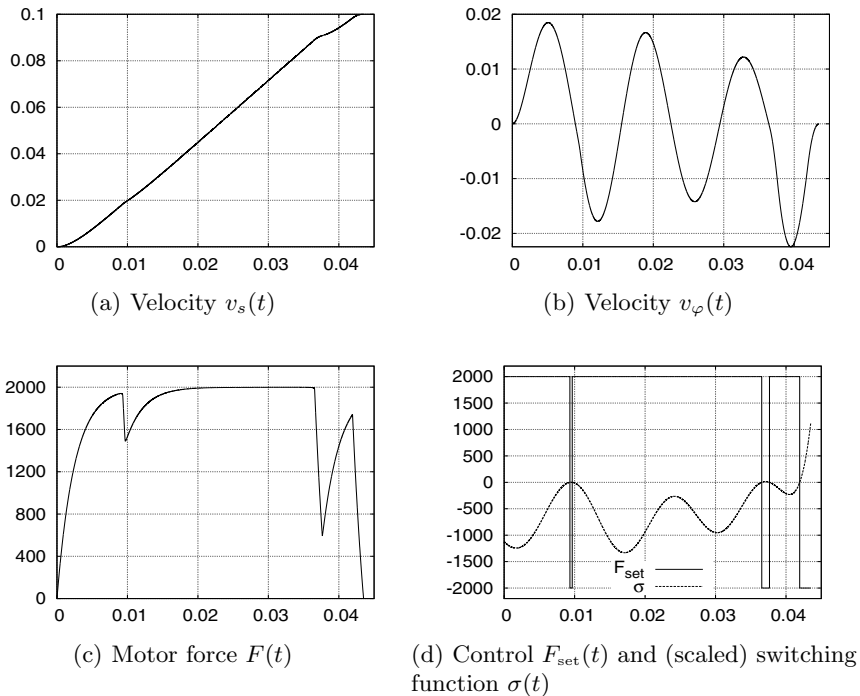 0.1
0.08
0.06
0.04
0.02
0
0 0.01 0.02 0.03 0.04
(a) Velocity v_s(t)
0.02
0.01
0
-0.01
-0.02
0 0.01 0.02 0.03 0.04
(b) Velocity v_φ(t)
2000
1600
1200
800
400
0
0 0.01 0.02 0.03 0.04
(c) Motor force F(t)
2000
1500
1000
500
0
-500
-1000
-1500
-2000
F_set
σ
0 0.01 0.02 0.03 0.04
(d) Control F_set(t) and (scaled) switching
function σ(t)